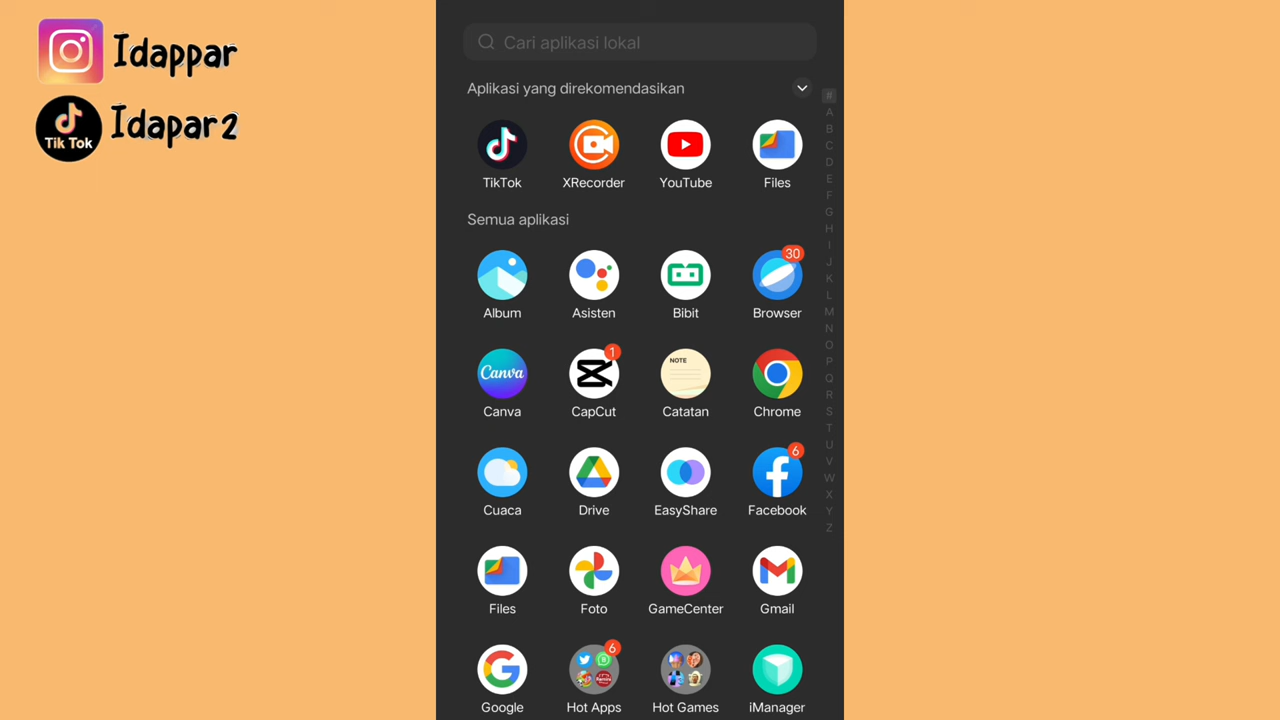 Idappar
Tik Tok
Idapar2
Cari aplikasi lokal
Aplikasi yang direkomendasikan
TikTok XRecorder YouTube Files
Semua aplikasi
30
Album Asisten Bibit Browser
Canva
1
NOTE
Canva CapCut Catatan Chrome
6
Cuaca Drive EasyShare Facebook
Files Foto GameCenter Gmail
6
Google Hot Apps Hot Games iManager
#
A
B
C
D
E
F
G
H
I
J
K
L
M
N
O
P
Q
R
S
T
U
V
W
X
Y
Z